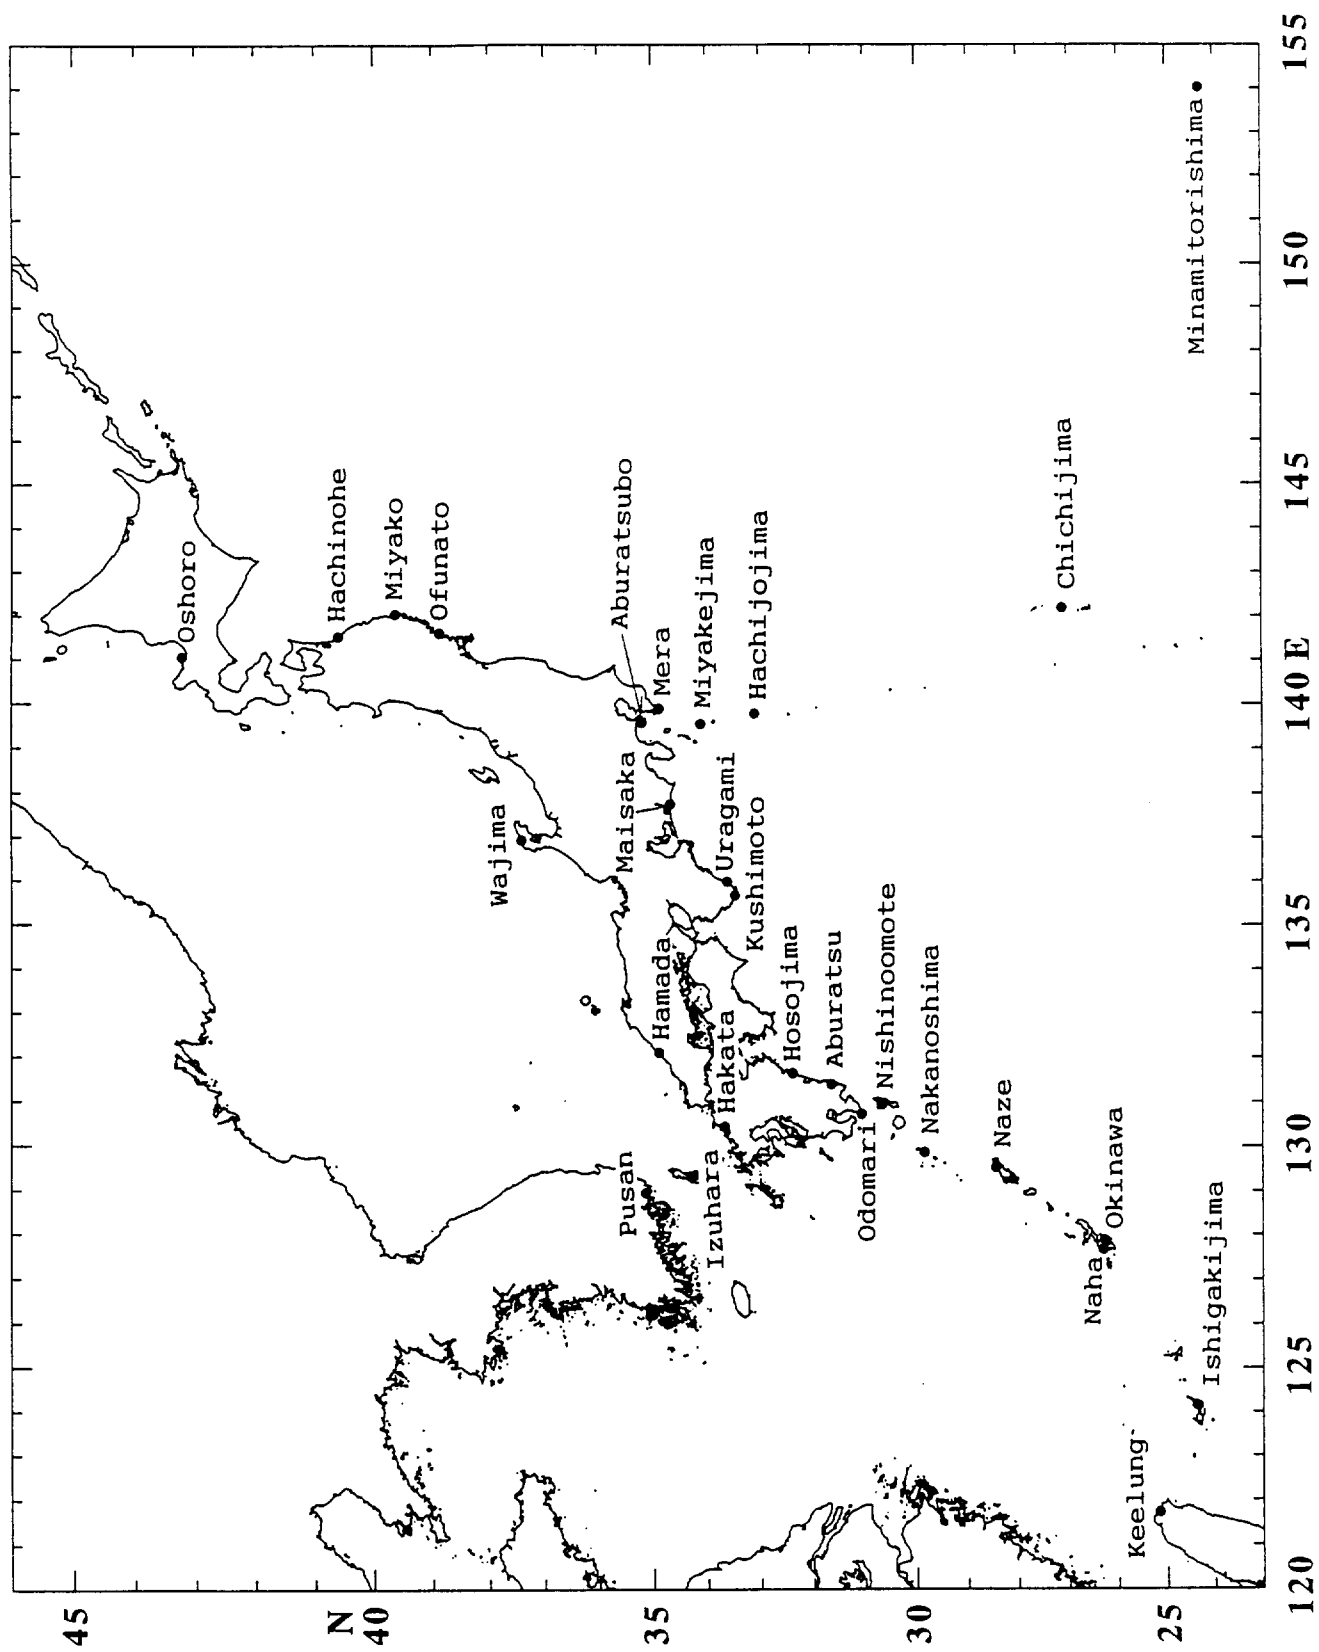 45
N
40
35
30
25
120
125
130
135
140 E
145
150
155
Oshoro
Hachinohe
Miyako
Ofunato
Wajima
Aburatsubo
Mera
Miyakejima
Hachijojima
Maisaka
Uragami
Kushimoto
Hamada
Hakata
Hosojima
Aburatsu
Nishinoomote
Nakanoshima
Pusan
Izuhara
Odomari
Naze
Okinawa
Naha
Ishigakijima
Keelung
Chichijima
Minamitorishima